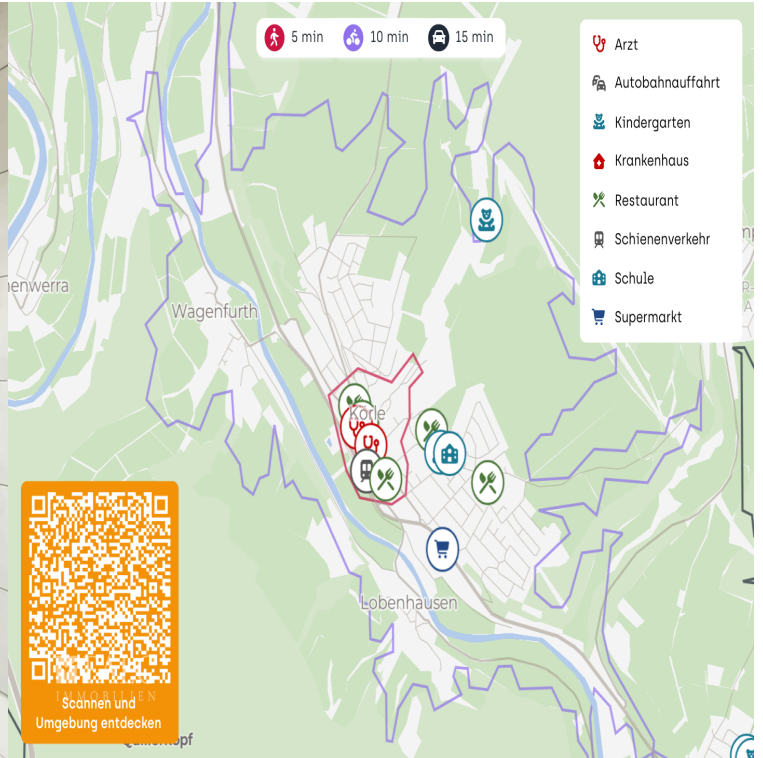 5 min
10 min
15 min
Arzt
Autobahnauffahrt
Kindergarten
Krankenhaus
Restaurant
Schienenverkehr
Schule
Supermarkt
Wagenfurth
Körle
Lobenhausen
IMMOBILIEN
Scannen und
Umgebung entdecken